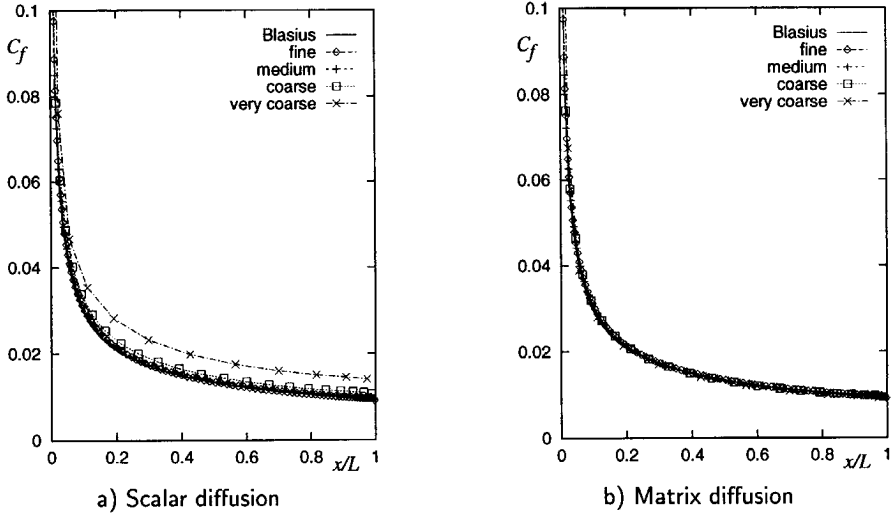 0.1
C_f
0.08
0.06
0.04
0.02
0
0 0.2 0.4 0.6 0.8 1
x/L
Blasius
fine
medium
coarse
very coarse
a) Scalar diffusion
0.1
C_f
0.08
0.06
0.04
0.02
0
0 0.2 0.4 0.6 0.8 1
x/L
Blasius
fine
medium
coarse
very coarse
b) Matrix diffusion